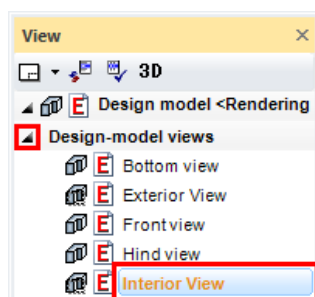 View
3D
E Design model <Rendering
Design-model views
E Bottom view
E Exterior View
E Front view
E Hind view
E Interior View